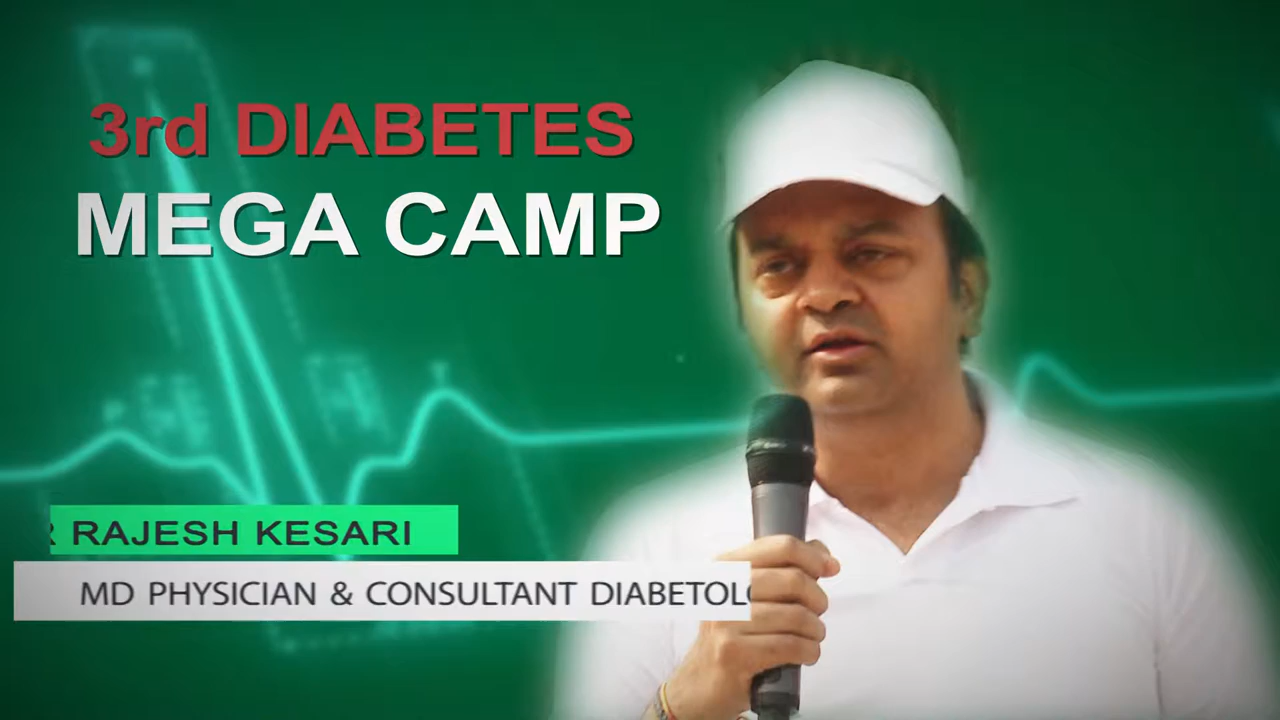 3rd DIABETES
MEGA CAMP
RAJESH KESARI
MD PHYSICIAN & CONSULTANT